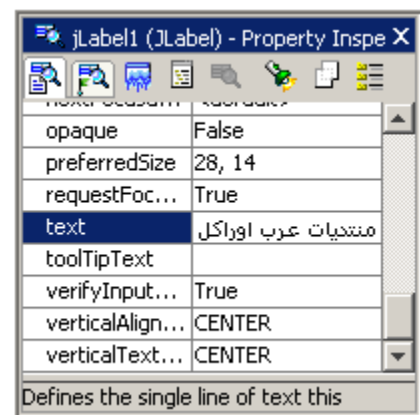 jLabel1 (JLabel) - Property Inspe
opaque False
preferredSize 28, 14
requestFoc... True
text منتديات عرب اوراكل
toolTipText
verifyInput... True
verticalAlign... CENTER
verticalText... CENTER
Defines the single line of text this